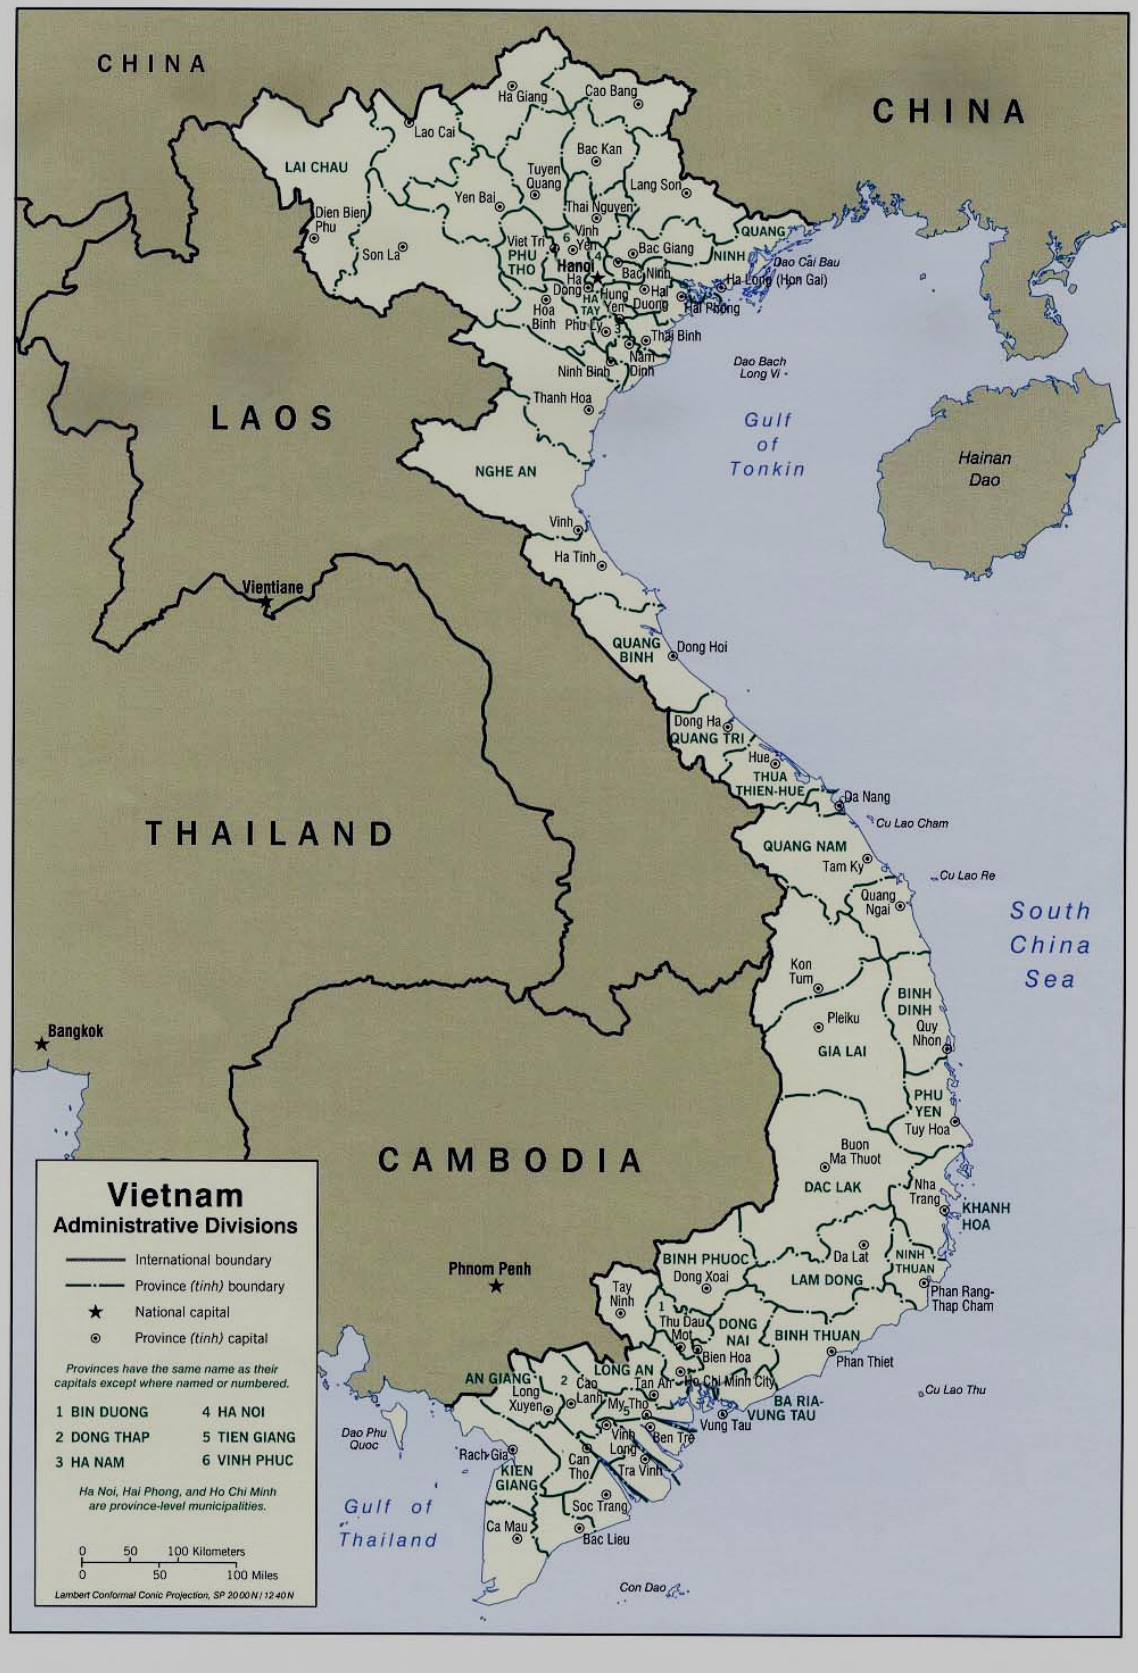 CHINA
CHINA
Ha Giang
Cao Bang
Lao Cai
LAI CHAU
Bac Kan
Tuyen
Quang
Lang Son
Yen Bai
Thai Nguyen
Dien Bien
Phu
Son La
Viet Tri
PHU
THO
6
Vinh
Yen
4
Bac Giang
QUANG
NINH
Dao Cai Bau
Hanoi
Bac Ninh
Ha Long (Hon Gai)
Ha
Dong
HA
TAY
Hung
Yen
Hai
Duong
Hai Phong
Hoa
Binh
Phu Ly
3
Thai Binh
Nam
Dinh
Ninh Binh
Dao Bach
Long Vi
Thanh Hoa
LAOS
Gulf
of
Tonkin
Hainan
Dao
NGHE AN
Vinh
Ha Tinh
Vientiane
QUANG
BINH
Dong Hoi
Dong Ha
QUANG TRI
Hue
THUA
THIEN-HUE
Da Nang
Cu Lao Cham
THAILAND
QUANG NAM
Tam Ky
Cu Lao Re
Quang
Ngai
South
China
Sea
Kon
Tum
BINH
DINH
Quy
Nhon
Pleiku
GIA LAI
Bangkok
PHU
YEN
Tuy Hoa
CAMBODIA
Buon
Ma Thuot
DAC LAK
Nha
Trang
KHANH
HOA
Phnom Penh
BINH PHUOC
Dong Xoai
Da Lat
LAM DONG
NINH
THUAN
Phan Rang-
Thap Cham
Tay
Ninh
1
Thu Dau
Mot
DONG
NAI
BINH THUAN
Bien Hoa
Phan Thiet
AN GIANG
2
LONG AN
Tan An
Ho Chi Minh City
Long
Xuyen
Cao
Lanh
My Tho
5
BA RIA-
VUNG TAU
Vung Tau
Cu Lao Thu
Dao Phu
Quoc
Rach Gia
Vinh
Long
Ben Tre
KIEN
GIANG
Can
Tho
Tra Vinh
Soc Trang
Gulf of
Thailand
Ca Mau
Bac Lieu
Con Dao
Vietnam
Administrative Divisions
International boundary
Province (tinh) boundary
National capital
Province (tinh) capital
Provinces have the same name as their
capitals except where named or numbered.
1 BIN DUONG
2 DONG THAP
3 HA NAM
4 HA NOI
5 TIEN GIANG
6 VINH PHUC
Ha Noi, Hai Phong, and Ho Chi Minh
are province-level municipalities.
0 50 100 Kilometers
0 50 100 Miles
Lambert Conformal Conic Projection, SP 20 00 N / 12 40 N